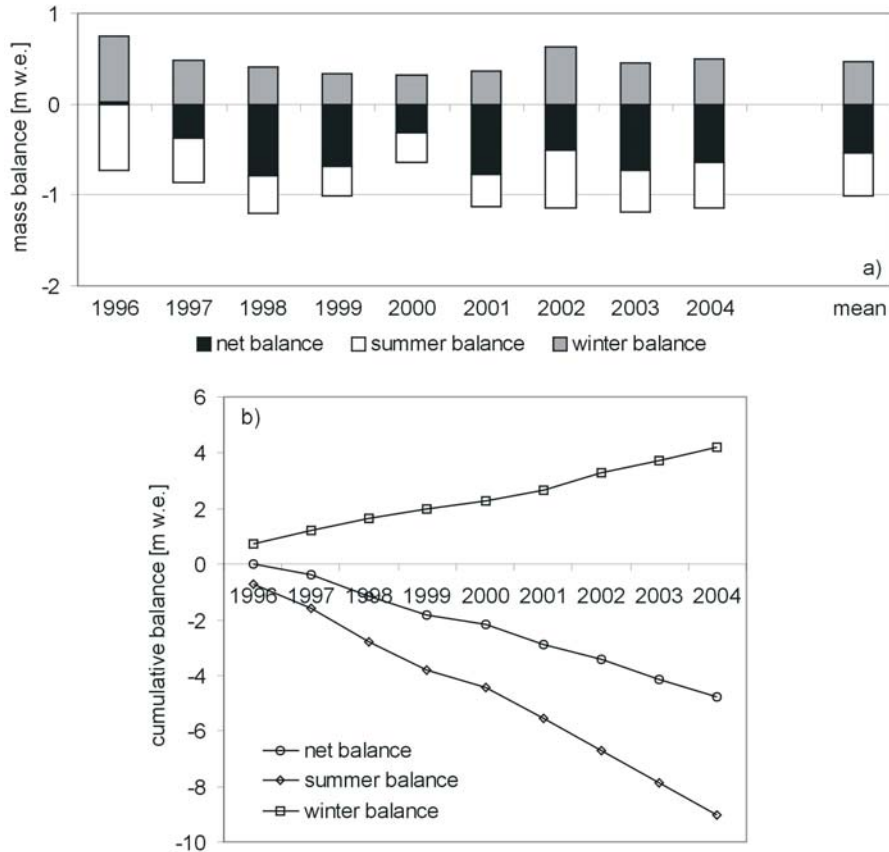 mass balance [m w.e.]
1
0
-1
-2
a)
1996 1997 1998 1999 2000 2001 2002 2003 2004 mean
net balance summer balance winter balance
cumulative balance [m w.e.]
b)
6
4
2
0
-2
-4
-6
-8
-10
1996 1997 1998 1999 2000 2001 2002 2003 2004
net balance
summer balance
winter balance